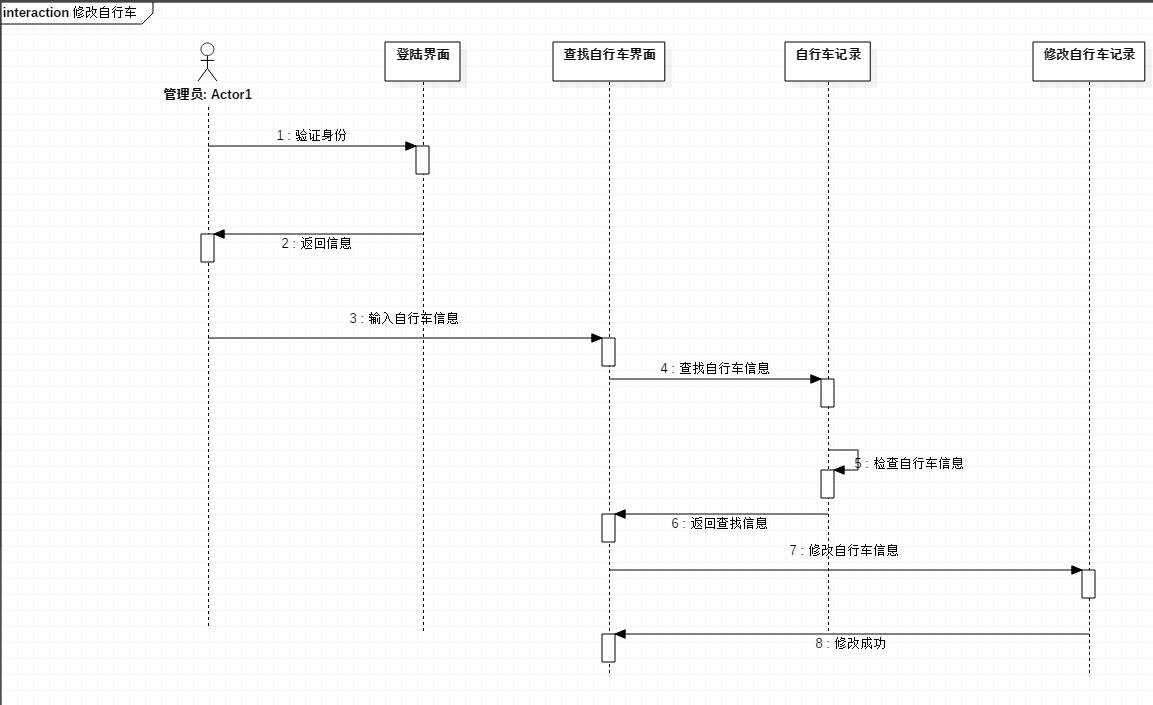 interaction 修改自行车
登陆界面
查找自行车界面
自行车记录
修改自行车记录
管理员: Actor1
1 : 验证身份
2 : 返回信息
3 : 输入自行车信息
4 : 查找自行车信息
5 : 检查自行车信息
6 : 返回查找信息
7 : 修改自行车信息
8 : 修改成功